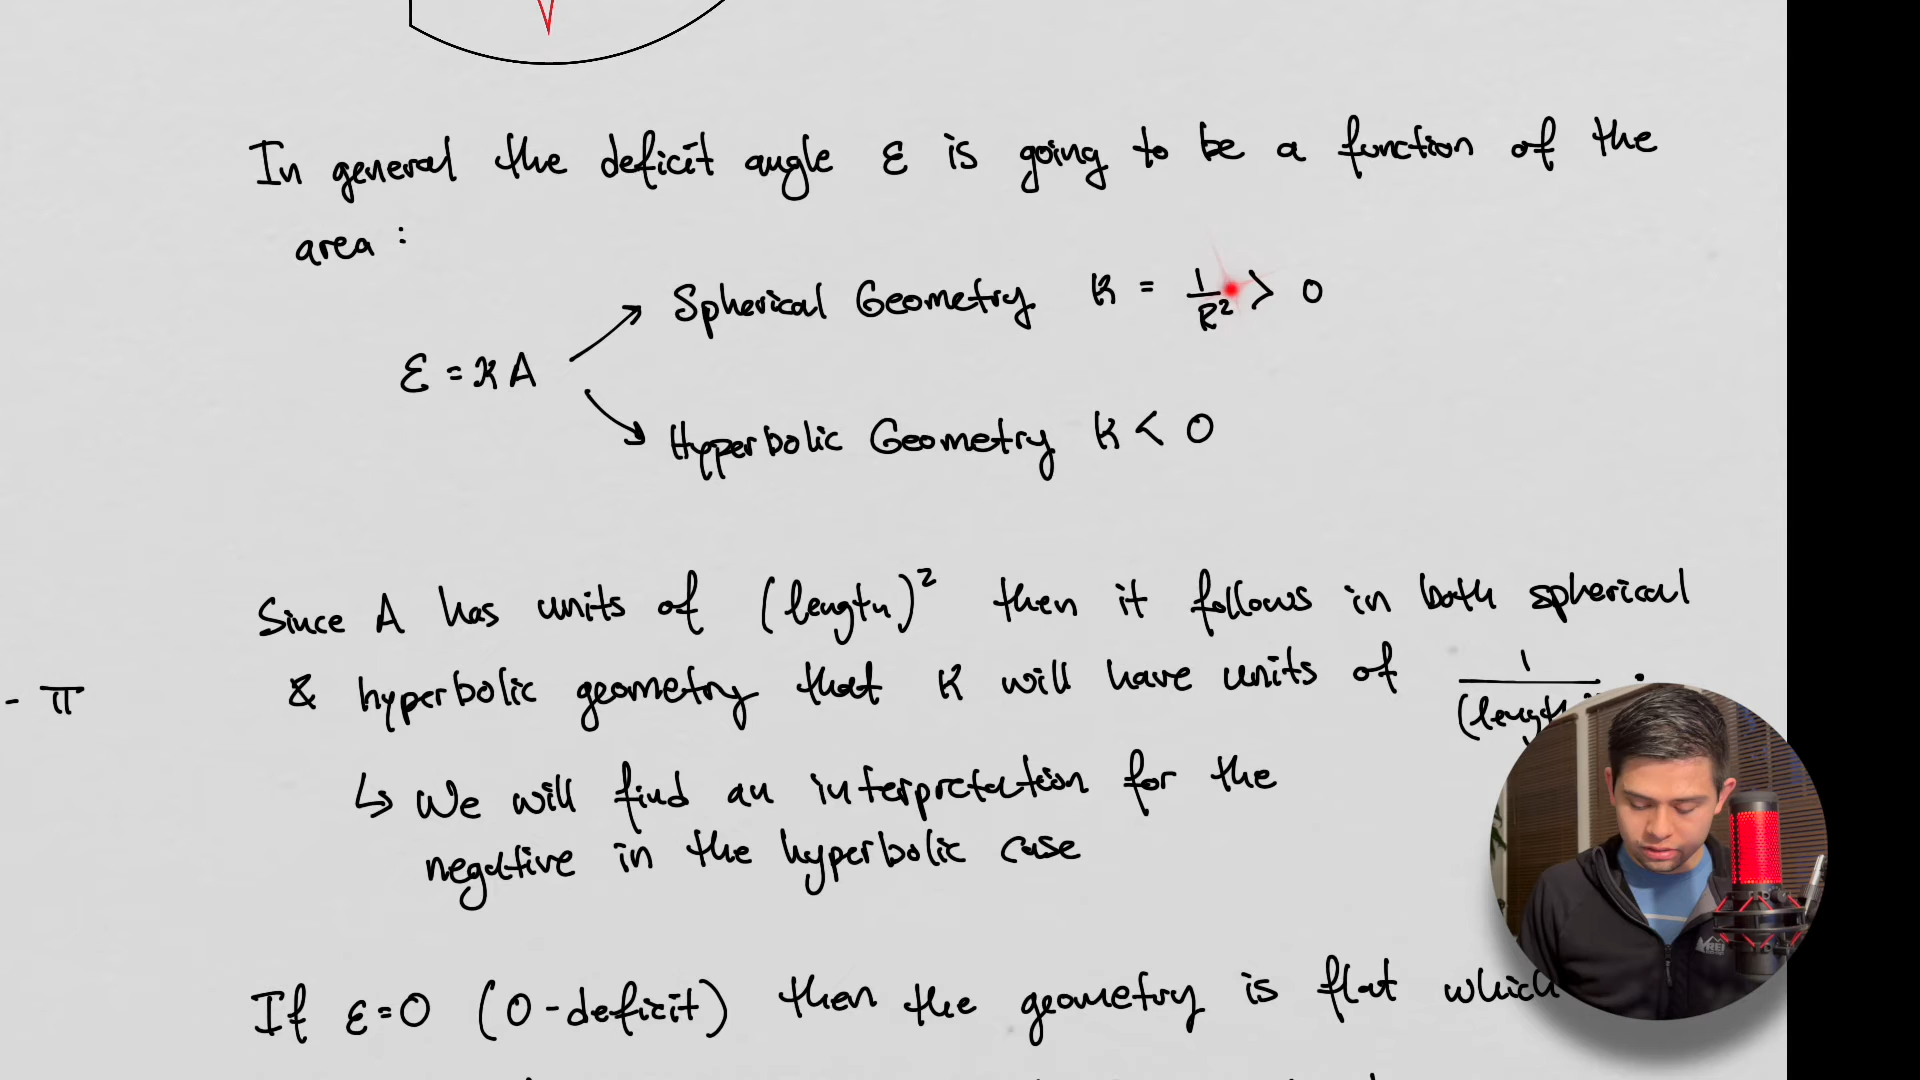 In general the deficit angle ε is going to be a function of the
area :
Spherical Geometry K = 1/R² > 0
ε = κ A
Hyperbolic Geometry K < 0
Since A has units of (length)² then it follows in both spherical
& hyperbolic geometry that K will have units of 1
- π
↳ We will find an interpretation for the
negative in the hyperbolic case
REI
If ε = 0 (0-deficit) then the geometry is flat